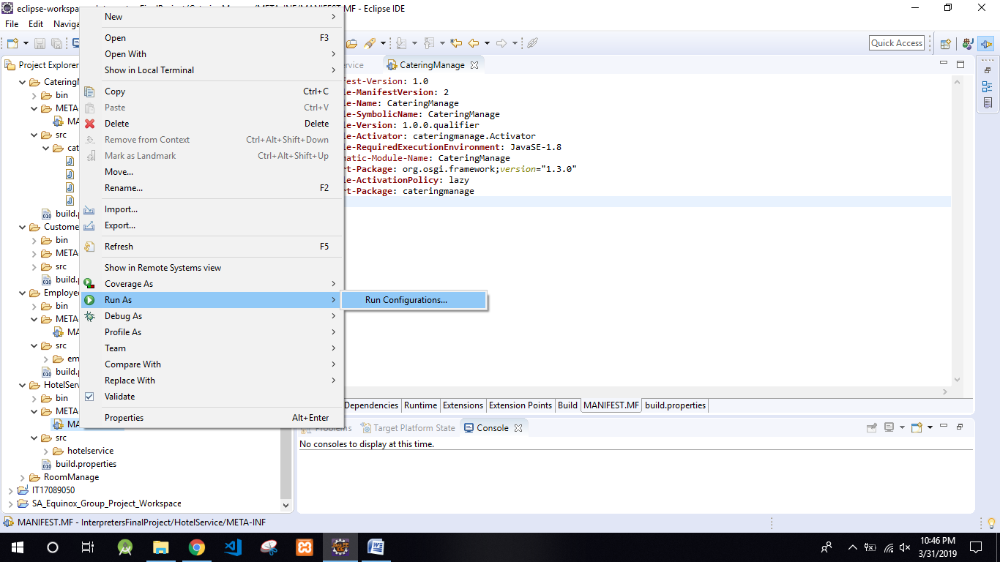 eclipse-workspa
MANIFEST.MF - Eclipse IDE
File Edit Naviga
Quick Access
Project Explorer
CateringM
bin
META
MA
src
cat
build.p
Custome
bin
META
src
build.p
Employee
bin
META
MA
src
em
build.p
HotelServ
bin
META
MA
src
hotelservice
build.properties
RoomManage
IT17089050
SA_Equinox_Group_Project_Workspace
New
Open F3
Open With
Show in Local Terminal
Copy Ctrl+C
Paste Ctrl+V
Delete Delete
Remove from Context Ctrl+Alt+Shift+Down
Mark as Landmark Ctrl+Alt+Shift+Up
Move...
Rename... F2
Import...
Export...
Refresh F5
Show in Remote Systems view
Coverage As
Run As
Debug As
Profile As
Team
Compare With
Replace With
Validate
Properties Alt+Enter
Run Configurations...
rvice
CateringManage
fest-Version: 1.0
le-ManifestVersion: 2
le-Name: CateringManage
le-SymbolicName: CateringManage
le-Version: 1.0.0.qualifier
le-Activator: cateringmanage.Activator
le-RequiredExecutionEnvironment: JavaSE-1.8
matic-Module-Name: CateringManage
rt-Package: org.osgi.framework;version="1.3.0"
le-ActivationPolicy: lazy
rt-Package: cateringmanage
Dependencies Runtime Extensions Extension Points Build MANIFEST.MF build.properties
Problems Target Platform State Console
No consoles to display at this time.
MANIFEST.MF - InterpretersFinalProject/HotelService/META-INF
10:46 PM
3/31/2019